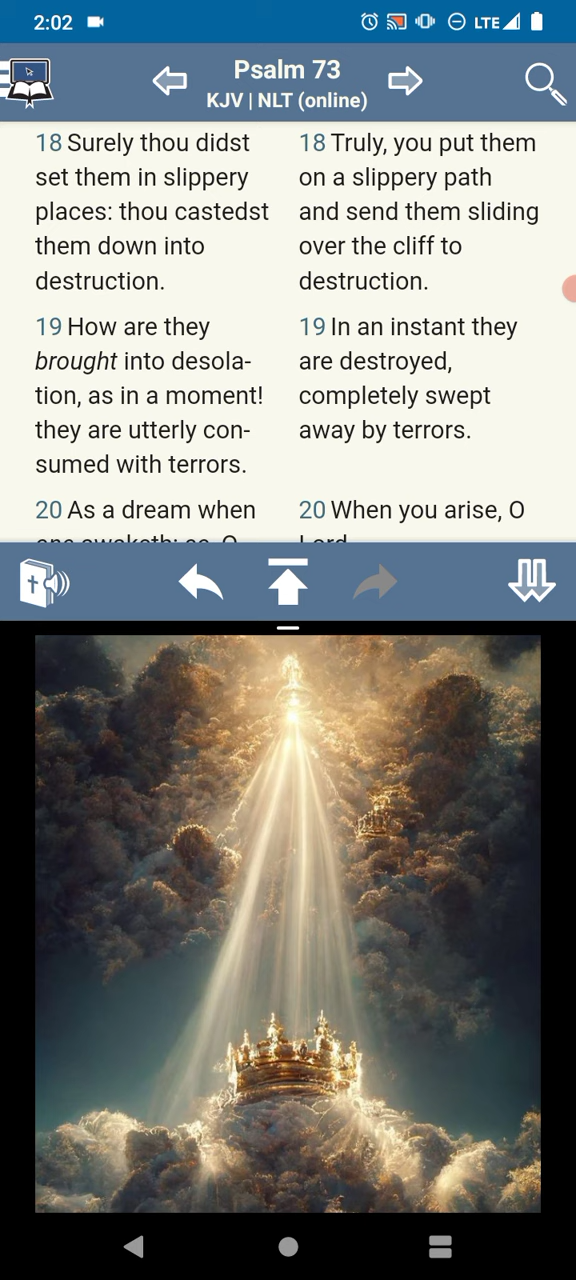 2:02
LTE
Psalm 73
KJV | NLT (online)
18 Surely thou didst
set them in slippery
places: thou castedst
them down into
destruction.
19 How are they
brought into desola-
tion, as in a moment!
they are utterly con-
sumed with terrors.
20 As a dream when
one awaketh; so, O
18 Truly, you put them
on a slippery path
and send them sliding
over the cliff to
destruction.
19 In an instant they
are destroyed,
completely swept
away by terrors.
20 When you arise, O
Lord,